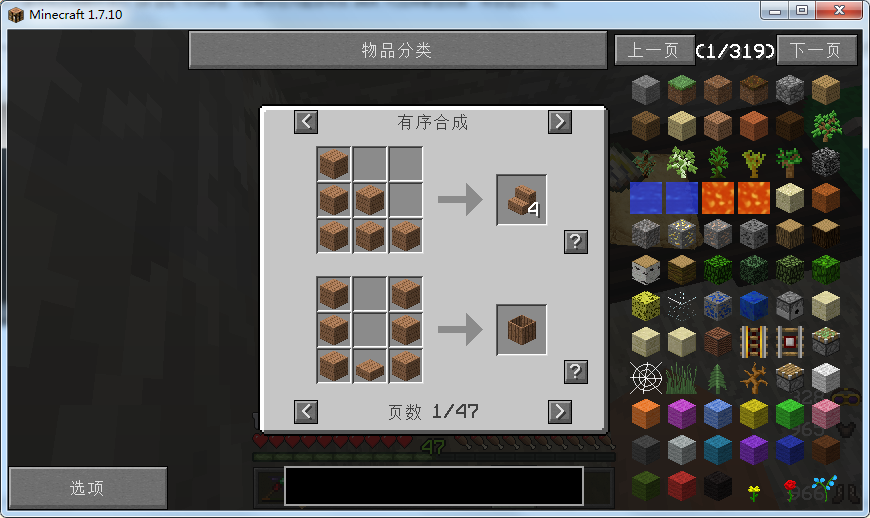 Minecraft 1.7.10
物品分类
上一页
(1/319)
下一页
有序合成
4
?
?
页数 1/47
47
选项